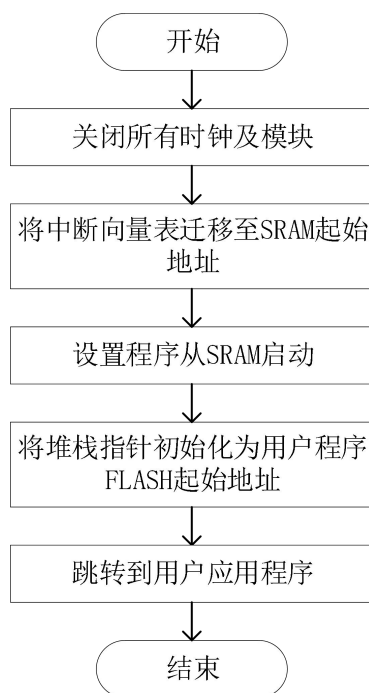 开始
关闭所有时钟及模块
将中断向量表迁移至SRAM起始
地址
设置程序从SRAM启动
将堆栈指针初始化为用户程序
FLASH起始地址
跳转到用户应用程序
结束